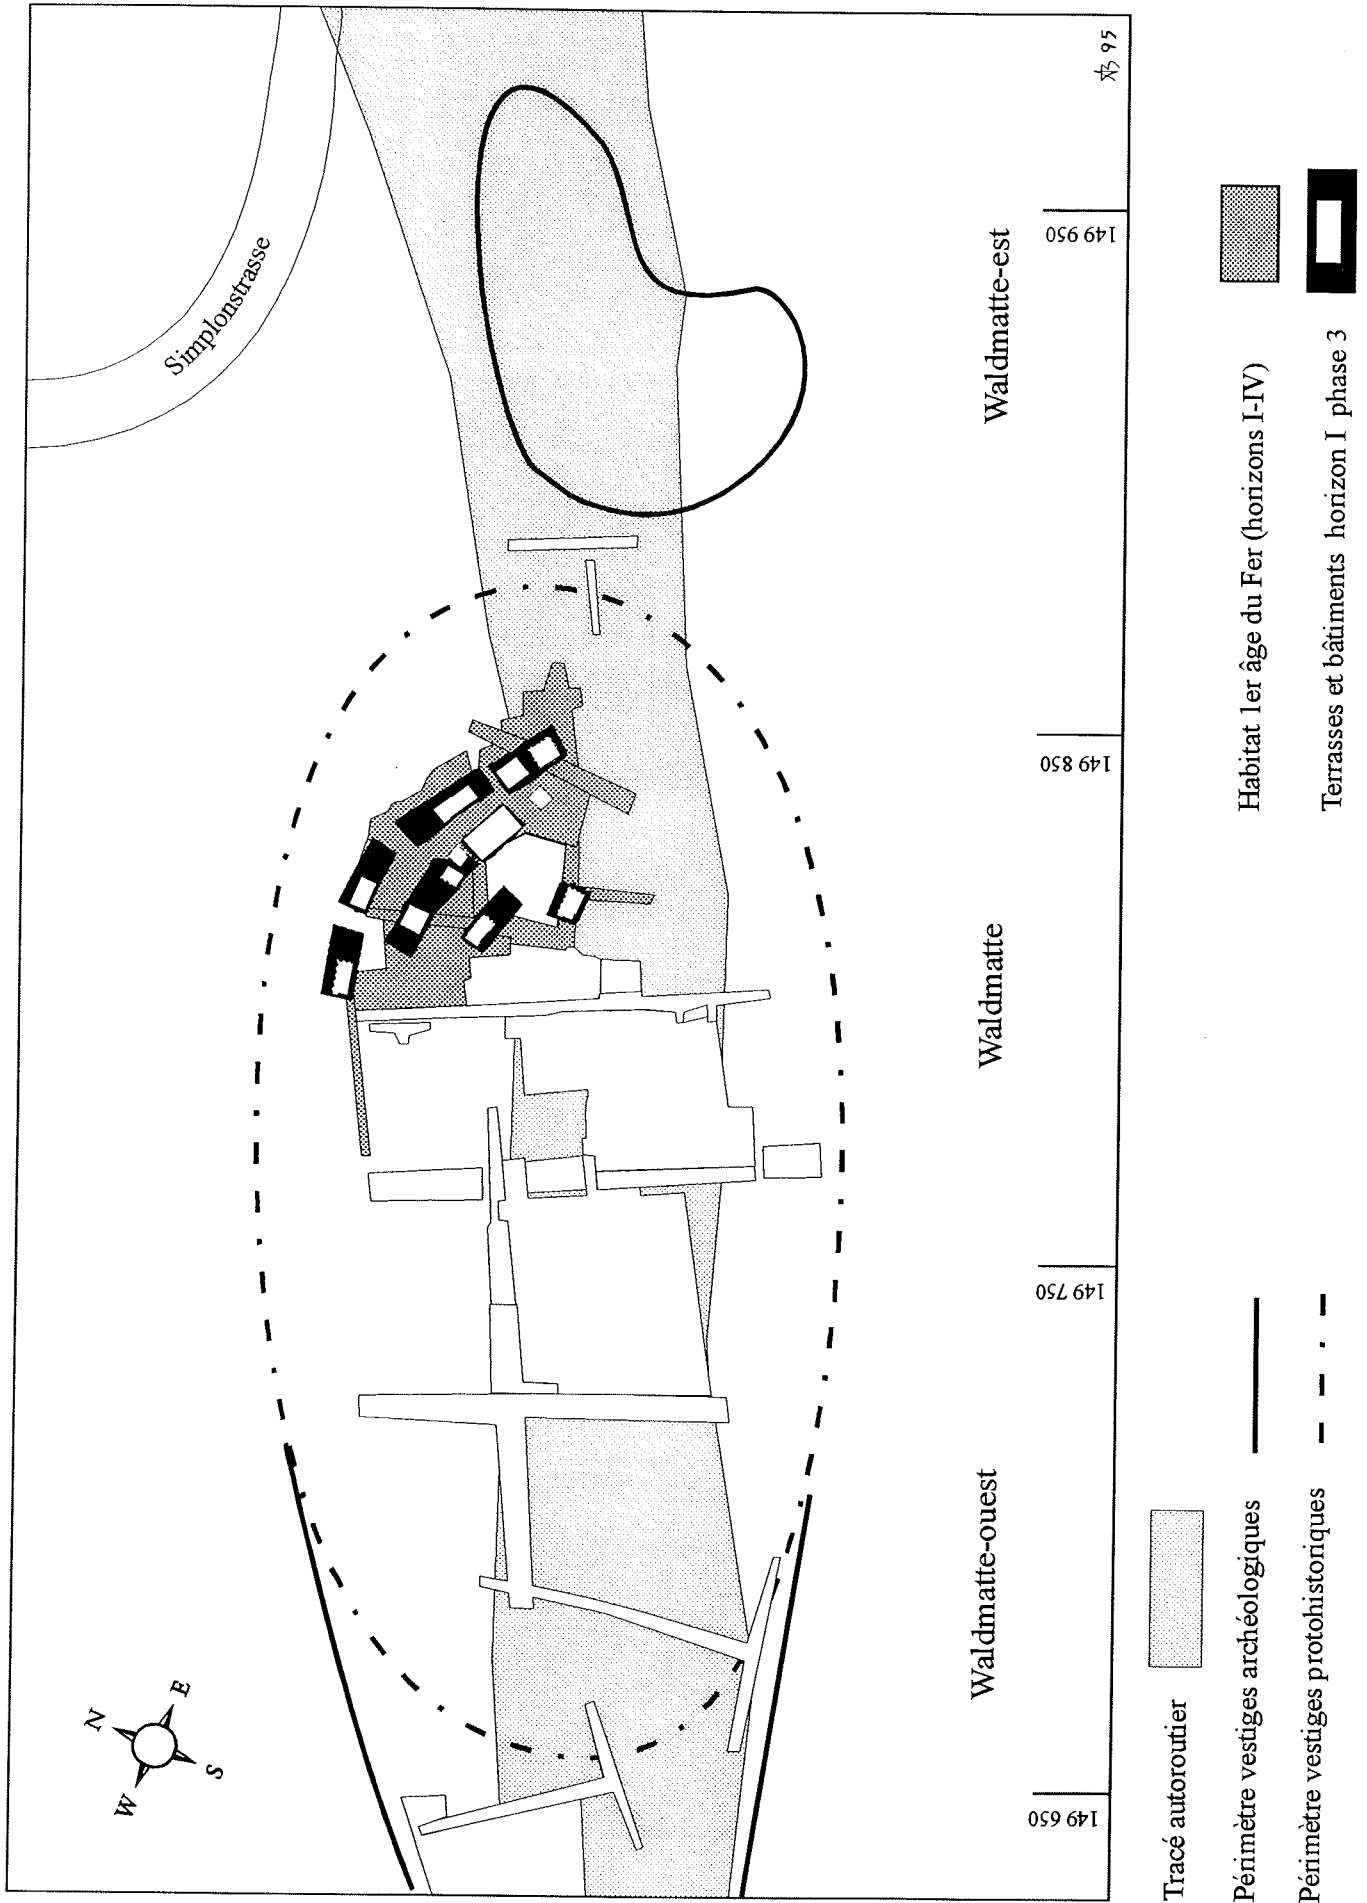 Simplonstrasse
95
N
E
S
W
Waldmatte-ouest
Waldmatte
Waldmatte-est
149 650
149 750
149 850
149 950
Tracé autoroutier
Périmètre vestiges archéologiques
Périmètre vestiges protohistoriques
Habitat 1er âge du Fer (horizons I-IV)
Terrasses et bâtiments horizon I phase 3